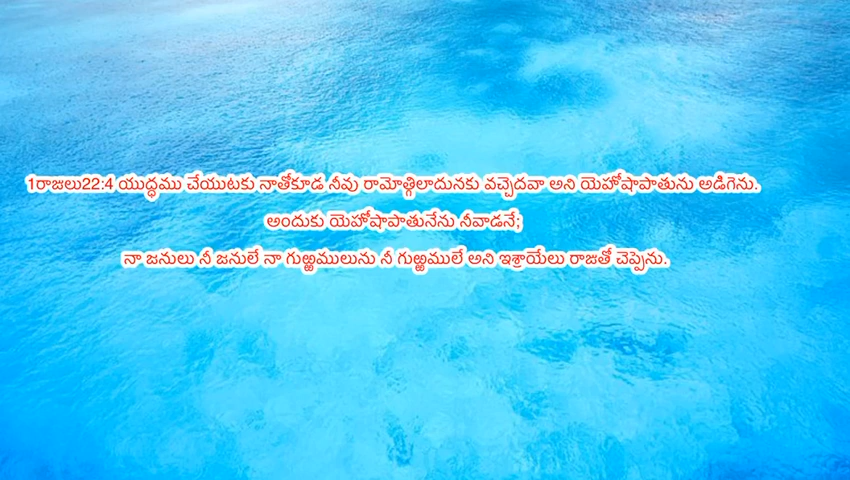 1రాజులు22:4 యుద్ధము చేయుటకు నాతోకూడ నీవు రామోత్గిలాదునకు వచ్చెదవా అని యెహోషాపాతును అడిగెను.
అందుకు యెహోషాపాతునేను నీవాడనే;
నా జనులు నీ జనులే నా గుఱ్ఱములును నీ గుఱ్ఱములే అని ఇశ్రాయేలు రాజుతో చెప్పెను.